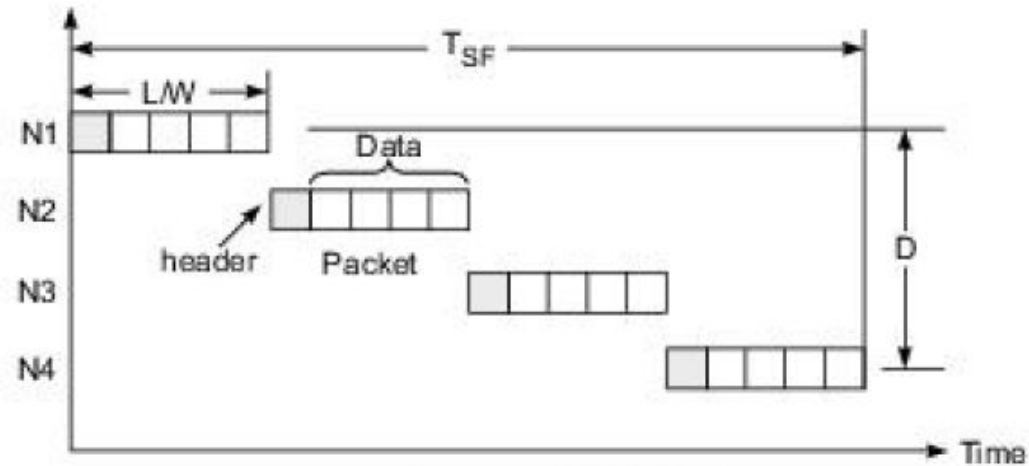 T_SF
L/W
N1
Data
N2
header
Packet
D
N3
N4
Time